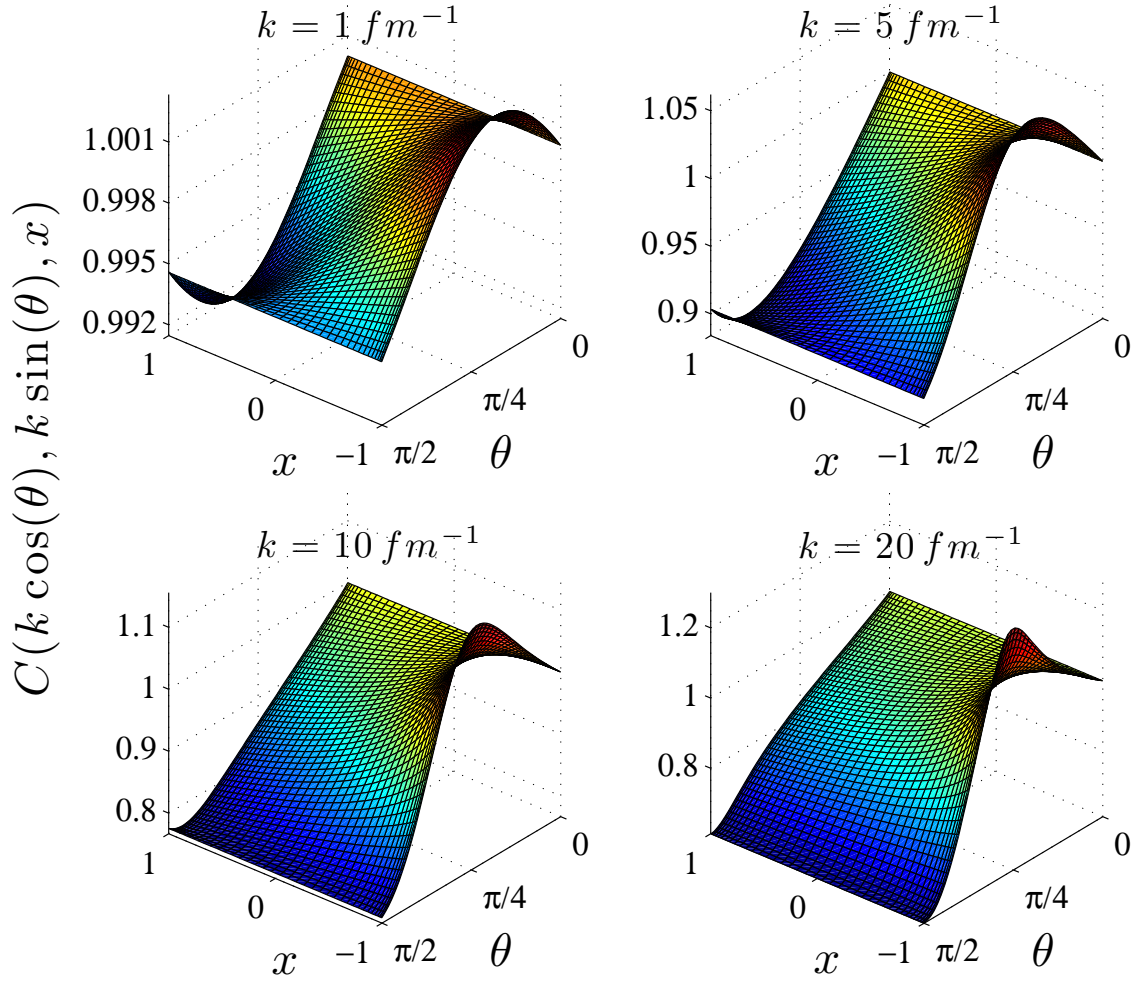 k = 1 fm⁻¹
k = 5 fm⁻¹
C(k cos(θ), k sin(θ), x)
1.001
0.998
0.995
0.992
1
0
−1
x
π/2
π/4
0
θ
1.05
1
0.95
0.9
1
0
−1
x
π/2
π/4
0
θ
k = 10 fm⁻¹
k = 20 fm⁻¹
1.1
1
0.9
0.8
1
0
−1
x
π/2
π/4
0
θ
1.2
1
0.8
1
0
−1
x
π/2
π/4
0
θ